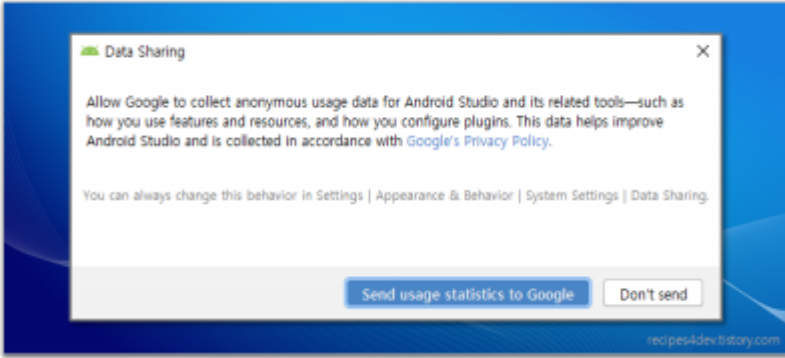 Data Sharing
Allow Google to collect anonymous usage data for Android Studio and its related tools—such as
how you use features and resources, and how you configure plugins. This data helps improve
Android Studio and is collected in accordance with Google's Privacy Policy.
You can always change this behavior in Settings | Appearance & Behavior | System Settings | Data Sharing.
Send usage statistics to Google
Don't send
recipes4dev.tistory.com